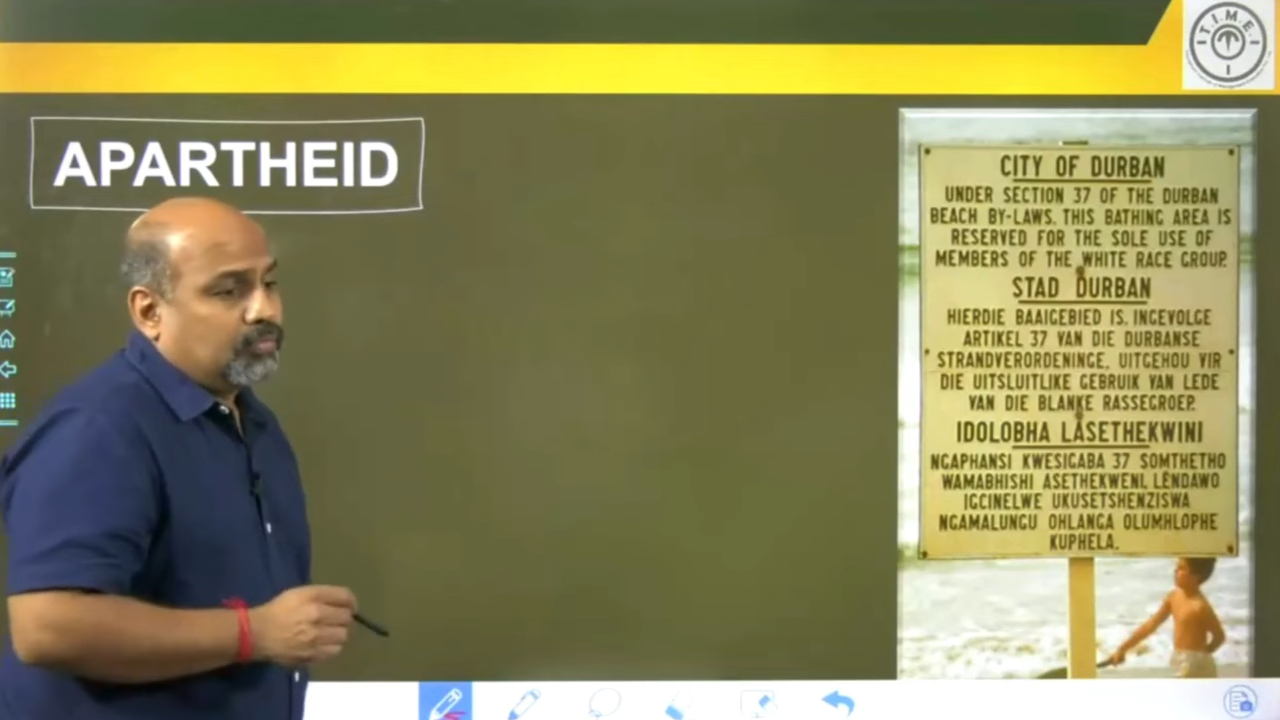 APARTHEID
T.I.M.E.
CITY OF DURBAN
UNDER SECTION 37 OF THE DURBAN
BEACH BY-LAWS. THIS BATHING AREA IS
RESERVED FOR THE SOLE USE OF
MEMBERS OF THE WHITE RACE GROUP.
STAD DURBAN
HIERDIE BAAIGEBIED IS, INGEVOLGE
ARTIKEL 37 VAN DIE DURBANSE
STRANDVERORDENINGE, UITGEHOU VIR
DIE UITSLUITLIKE GEBRUIK VAN LEDE
VAN DIE BLANKE RASSEGROEP.
IDOLOBHA LASETHEKWINI
NGAPHANSI KWESIGABA 37 SOMTHETHO
WAMABHISHI ASETHEKWENI, LENDAWO
IGCINELWE UKUSETSHENZISWA
NGAMALUNGU OHLANGA OLUMHLOPHE
KUPHELA.